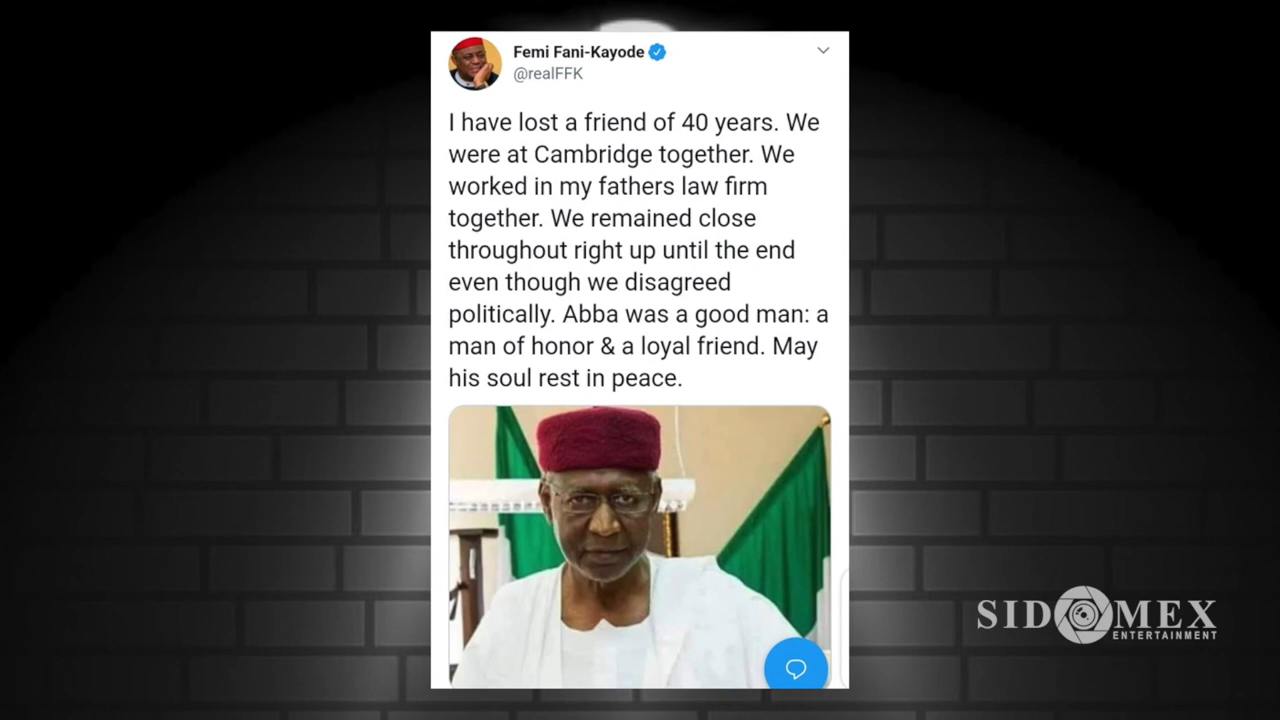 Femi Fani-Kayode
@realFFK
I have lost a friend of 40 years. We
were at Cambridge together. We
worked in my fathers law firm
together. We remained close
throughout right up until the end
even though we disagreed
politically. Abba was a good man: a
man of honor & a loyal friend. May
his soul rest in peace.
SIDOMEX
ENTERTAINMENT